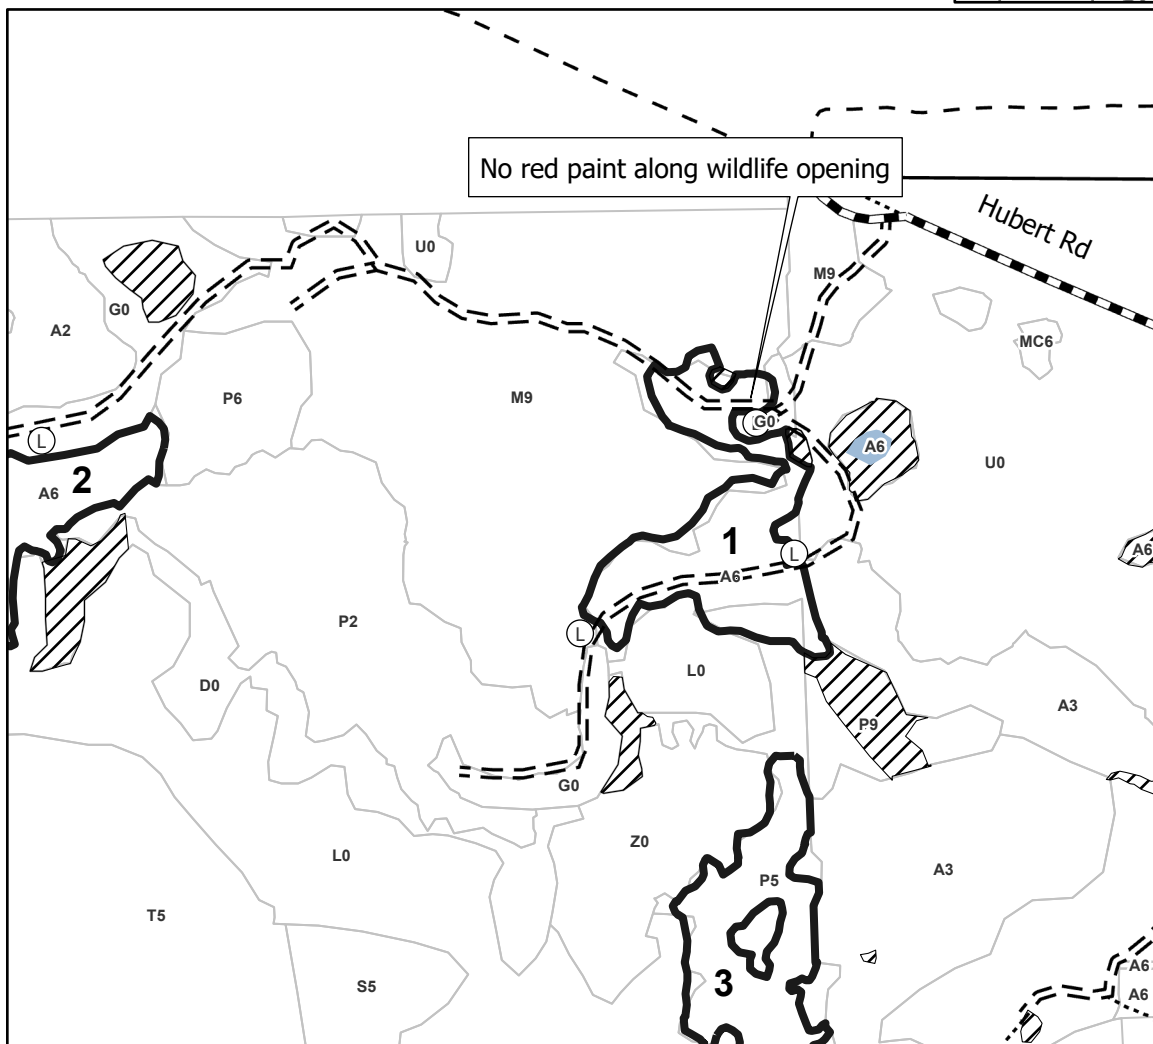 No red paint along wildlife opening
Hubert Rd
U0
M9
G0
A2
MC6
P6
M9
L
G0
L
A6
U0
A6
2
1
L
A6
A6
P2
L
L0
D0
A3
P9
G0
Z0
L0
A3
P5
T5
A6
3
S5
A6